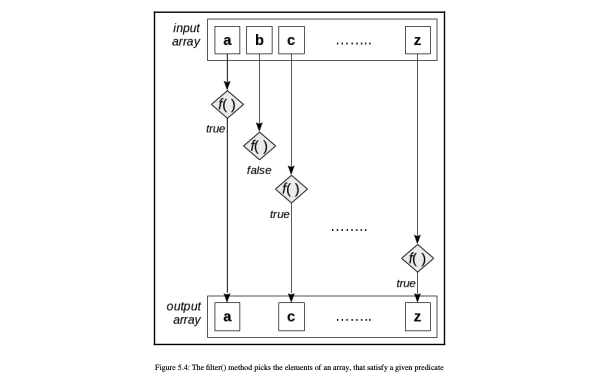 input
array
a b c ........ z
f( )
true
f( )
false
f( )
true
........
f( )
true
output
array
a c ........ z
Figure 5.4: The filter() method picks the elements of an array, that satisfy a given predicate